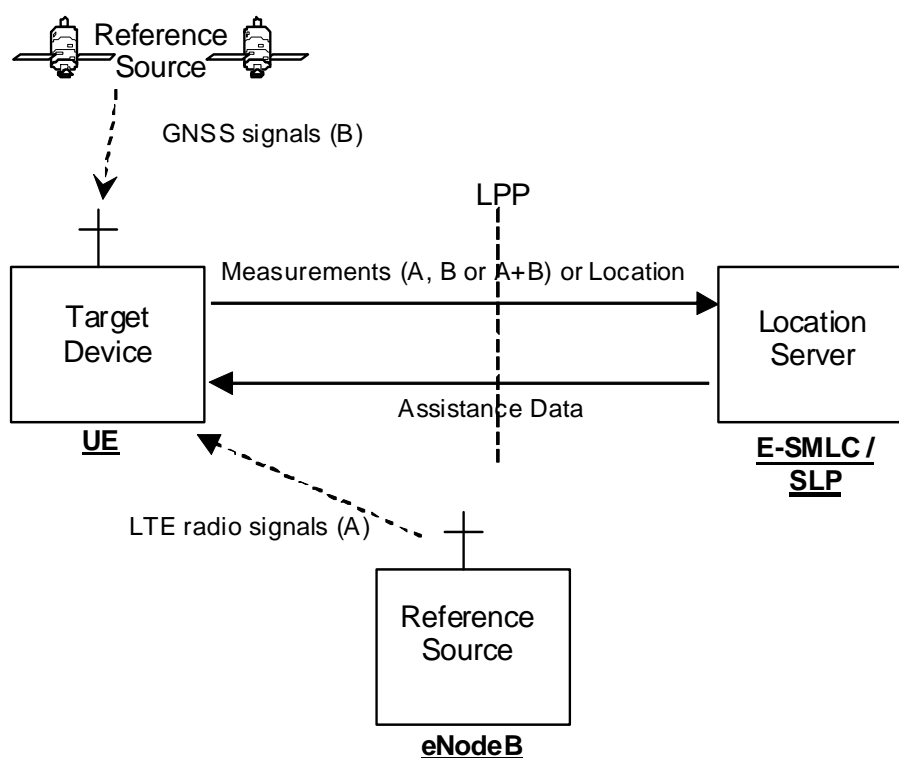 Reference
Source
GNSS signals (B)
LPP
Measurements (A, B or A+B) or Location
Target
Device
Location
Server
Assistance Data
UE
E-SMLC /
SLP
LTE radio signals (A)
Reference
Source
eNodeB